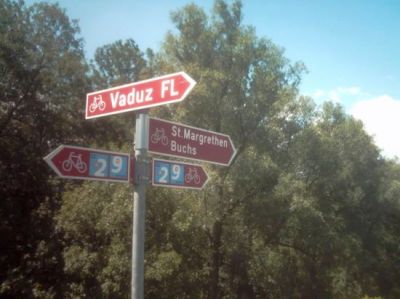 Vaduz FL
St.Margrethen
Buchs
29
29